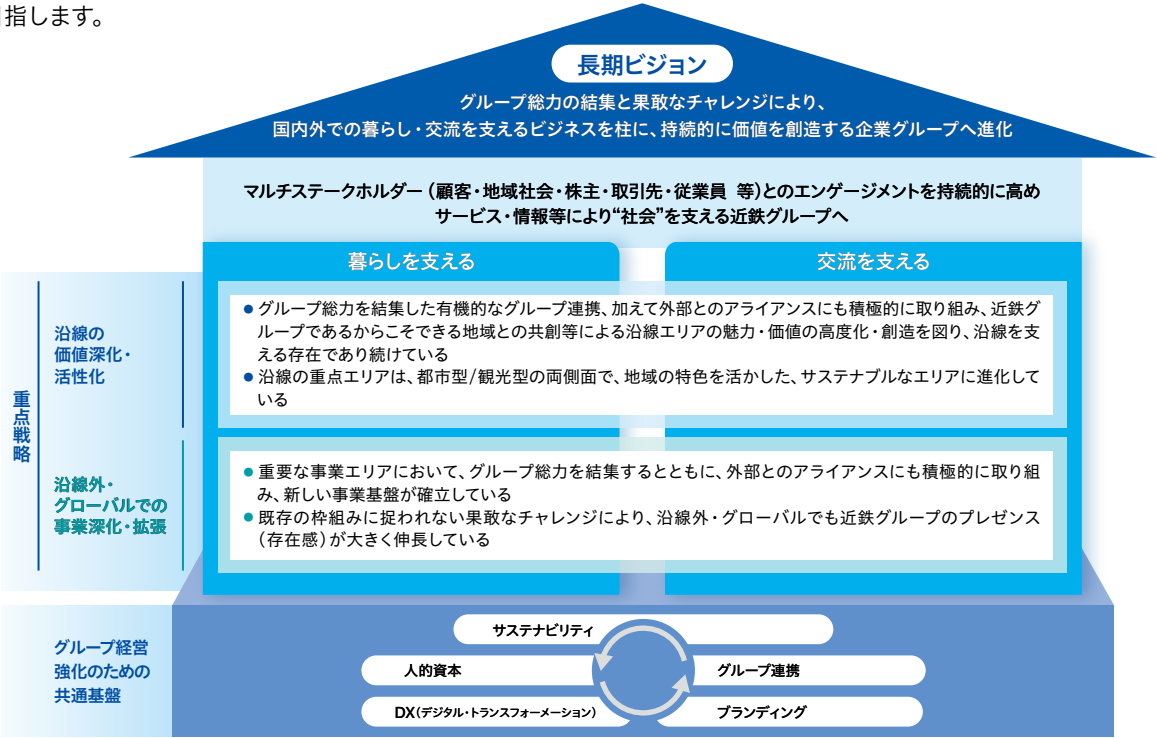 指します。
長期ビジョン
グループ総力の結集と果敢なチャレンジにより、
国内外での暮らし・交流を支えるビジネスを柱に、持続的に価値を創造する企業グループへ進化
マルチステークホルダー（顧客・地域社会・株主・取引先・従業員 等）とのエンゲージメントを持続的に高め
サービス・情報等により“社会”を支える近鉄グループへ
暮らしを支える
交流を支える
重点戦略
沿線の
価値深化・
活性化
● グループ総力を結集した有機的なグループ連携、加えて外部とのアライアンスにも積極的に取り組み、近鉄グ
ループであるからこそできる地域との共創等による沿線エリアの魅力・価値の高度化・創造を図り、沿線を支
える存在であり続けている
● 沿線の重点エリアは、都市型/観光型の両側面で、地域の特色を活かした、サステナブルなエリアに進化して
いる
沿線外・
グローバルでの
事業深化・拡張
● 重要な事業エリアにおいて、グループ総力を結集するとともに、外部とのアライアンスにも積極的に取り組
み、新しい事業基盤が確立している
● 既存の枠組みに捉われない果敢なチャレンジにより、沿線外・グローバルでも近鉄グループのプレゼンス
（存在感）が大きく伸長している
グループ経営
強化のための
共通基盤
サステナビリティ
人的資本
グループ連携
DX（デジタル・トランスフォーメーション）
ブランディング